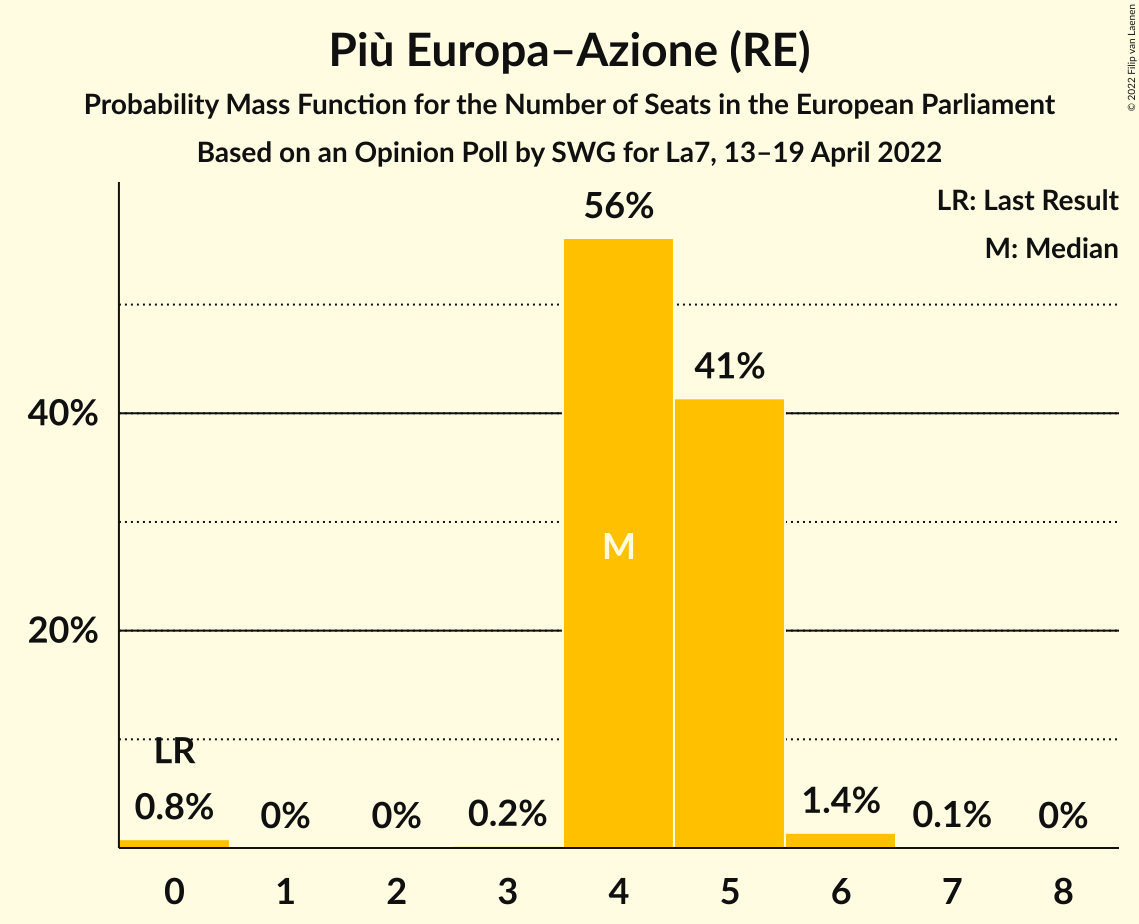 Più Europa–Azione (RE)
Probability Mass Function for the Number of Seats in the European Parliament
Based on an Opinion Poll by SWG for La7, 13–19 April 2022
© 2022 Filip van Laenen
LR: Last Result
M: Median
56%
41%
40%
M
20%
LR
0.8%
0%
0%
0.2%
1.4%
0.1%
0%
0
1
2
3
4
5
6
7
8